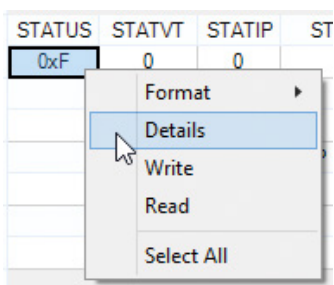 STATUS STATVT STATIP ST
0xF 0 0
Format
Details
Write
Read
Select All